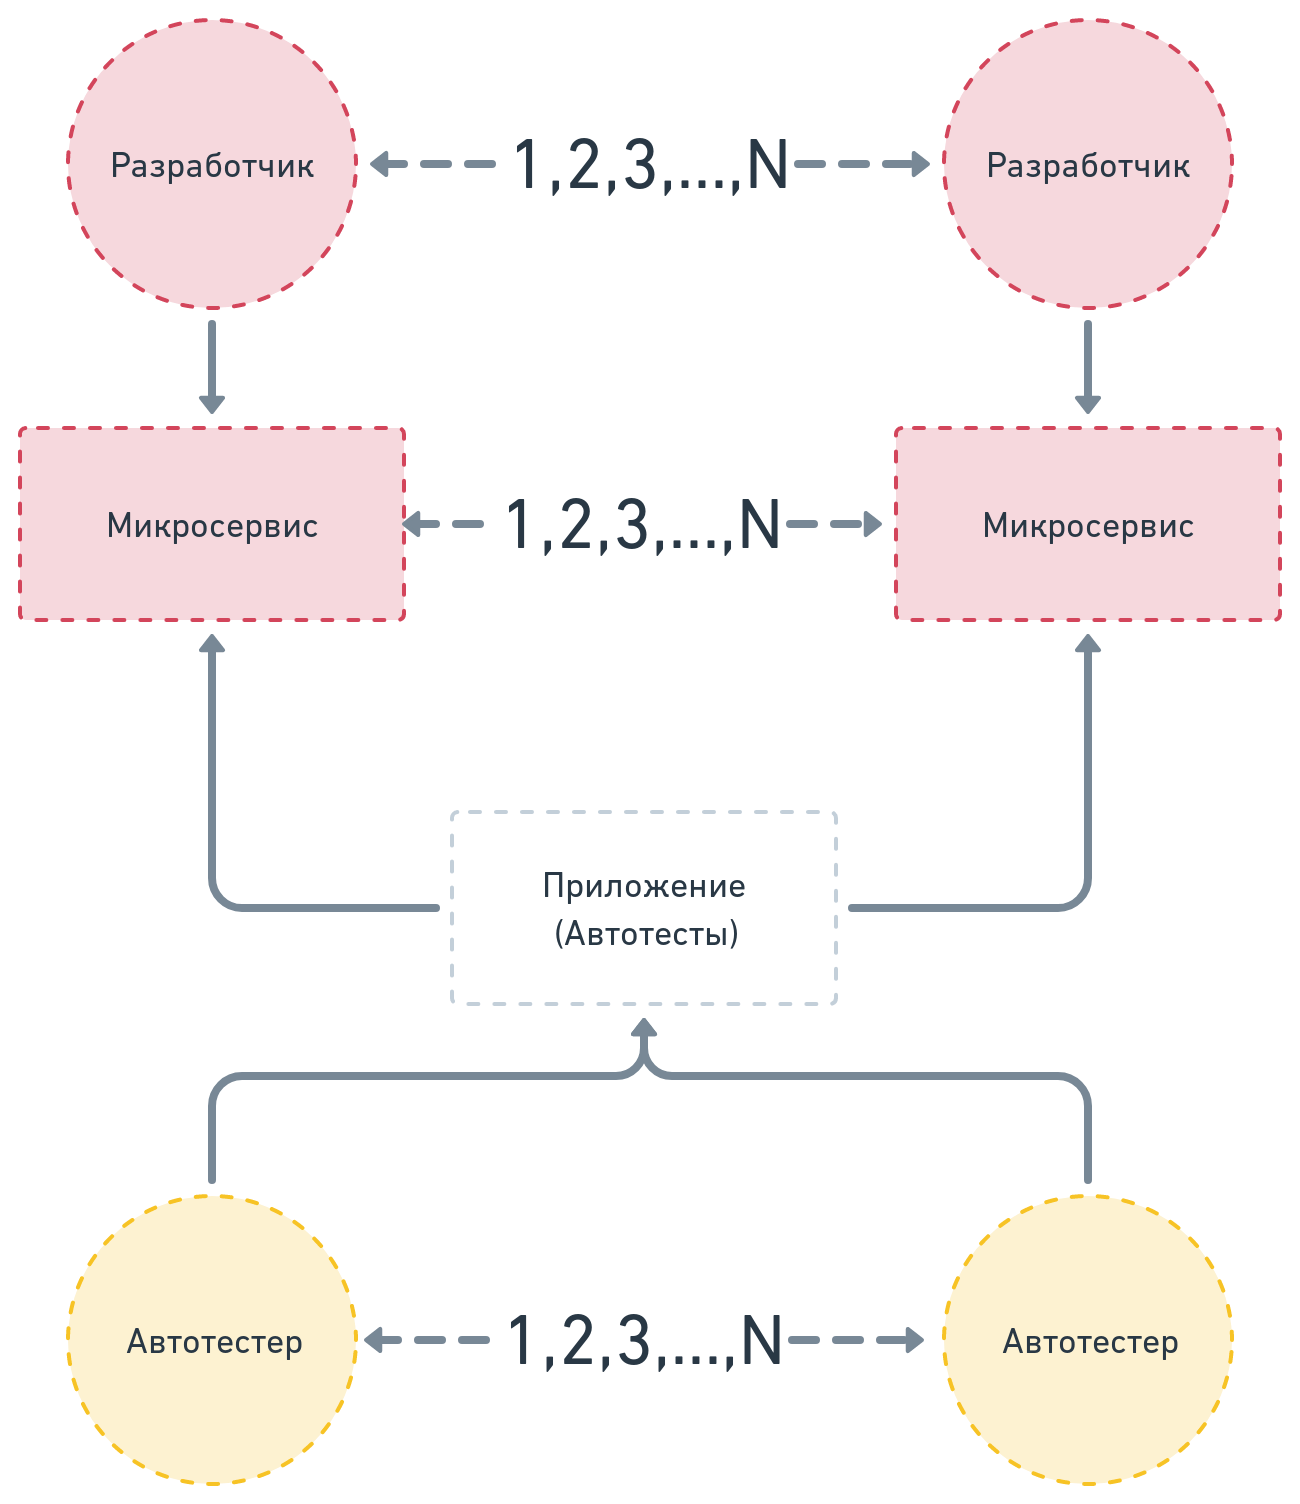 Разработчик
1,2,3,...,N
Разработчик
Микросервис
1,2,3,...,N
Микросервис
Приложение
(Автотесты)
Автотестер
1,2,3,...,N
Автотестер